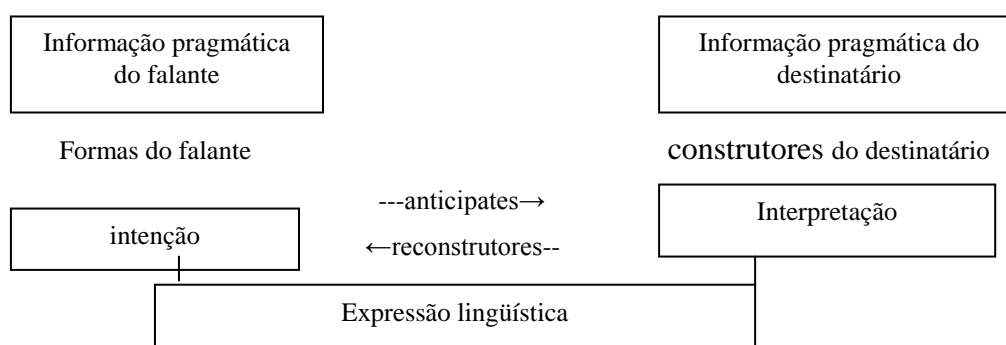 Informação pragmática
do falante
Informação pragmática do
destinatário
Formas do falante
construtores do destinatário
---anticipates→
←reconstrutores--
intenção
Interpretação
Expressão lingüística